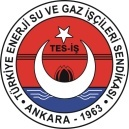 TÜRKİYE ENERJİ SU VE GAZ İŞÇİLERİ SENDİKASI
TES-İŞ
· ANKARA - 1963 ·